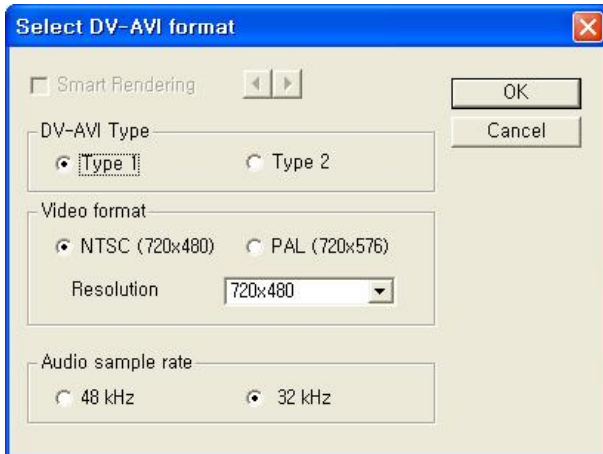 Select DV-AVI format
Smart Rendering
OK
Cancel
DV-AVI Type
Type 1
Type 2
Video format
NTSC (720x480)
PAL (720x576)
Resolution
720x480
Audio sample rate
48 kHz
32 kHz